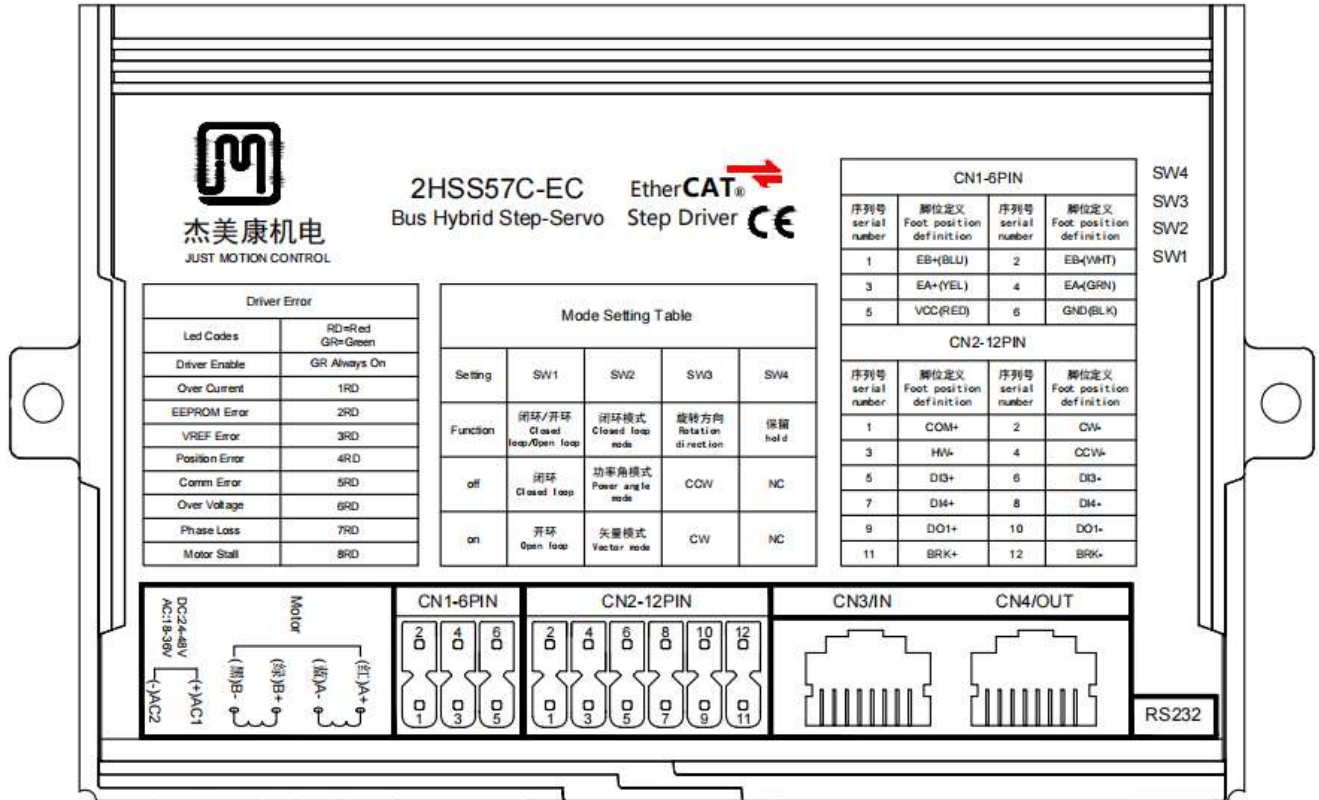 杰美康机电
JUST MOTION CONTROL
2HSS57C-EC
Bus Hybrid Step-Servo
EtherCAT®
Step Driver CE
SW4
SW3
SW2
SW1
Driver Error
Led Codes RD=Red GR=Green
Driver Enable GR Always On
Over Current 1RD
EEPROM Error 2RD
VREF Error 3RD
Position Error 4RD
Comm Error 5RD
Over Voltage 6RD
Phase Loss 7RD
Motor Stall 8RD
Mode Setting Table
Setting SW1 SW2 SW3 SW4
Function 闭环/开环 Closed loop/Open loop 闭环模式 Closed loop mode 旋转方向 Rotation direction 保留 hold
off 闭环 Closed loop 功率角模式 Power angle mode CCW NC
on 开环 Open loop 矢量模式 Vector mode CW NC
CN1-6PIN
序列号 serial number 脚位定义 Foot position definition 序列号 serial number 脚位定义 Foot position definition
1 EB+(BLU) 2 EB-(WHT)
3 EA+(YEL) 4 EA-(GRN)
5 VCC(RED) 6 GND(BLK)
CN2-12PIN
序列号 serial number 脚位定义 Foot position definition 序列号 serial number 脚位定义 Foot position definition
1 COM+ 2 CW-
3 HW- 4 CCW-
5 DI3+ 6 DI3-
7 DI4+ 8 DI4-
9 DO1+ 10 DO1-
11 BRK+ 12 BRK-
DC:24-48V
AC:18-36V
(-)AC2
(+)AC1
Motor
(黑)B-
(绿)B+
(蓝)A-
(红)A+
CN1-6PIN
2 4 6
1 3 5
CN2-12PIN
2 4 6 8 10 12
1 3 5 7 9 11
CN3/IN
CN4/OUT
RS232